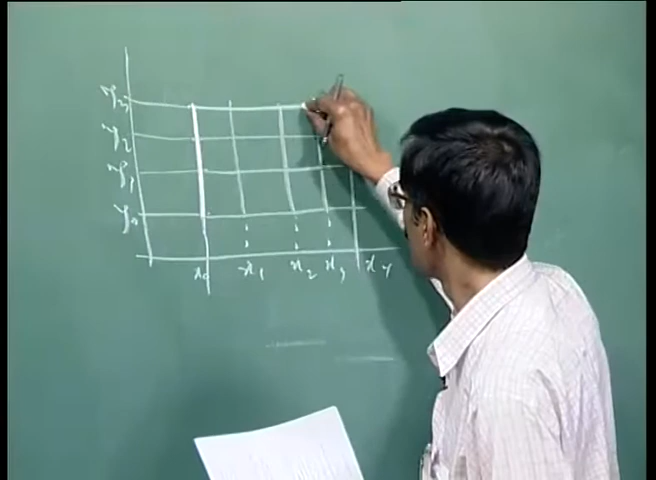 y₃
y₂
y₁
y₀
x₀ x₁ x₂ x₃ x₄